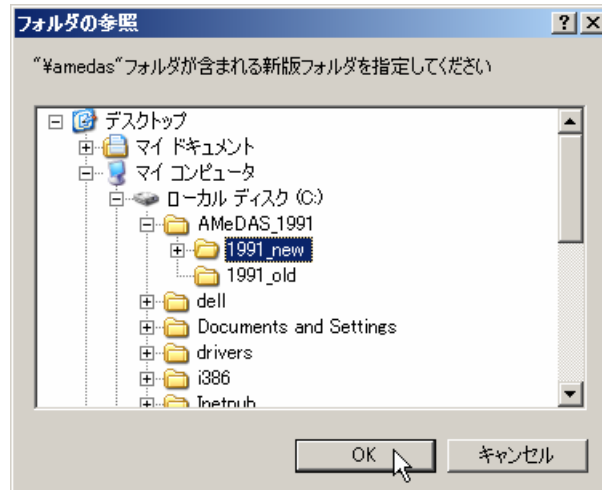 フォルダの参照
"¥amedas"フォルダが含まれる新版フォルダを指定してください
デスクトップ
マイ ドキュメント
マイ コンピュータ
ローカル ディスク (C:)
AMeDAS_1991
1991_new
1991_old
dell
Documents and Settings
drivers
i386
Inetpub
OK
キャンセル